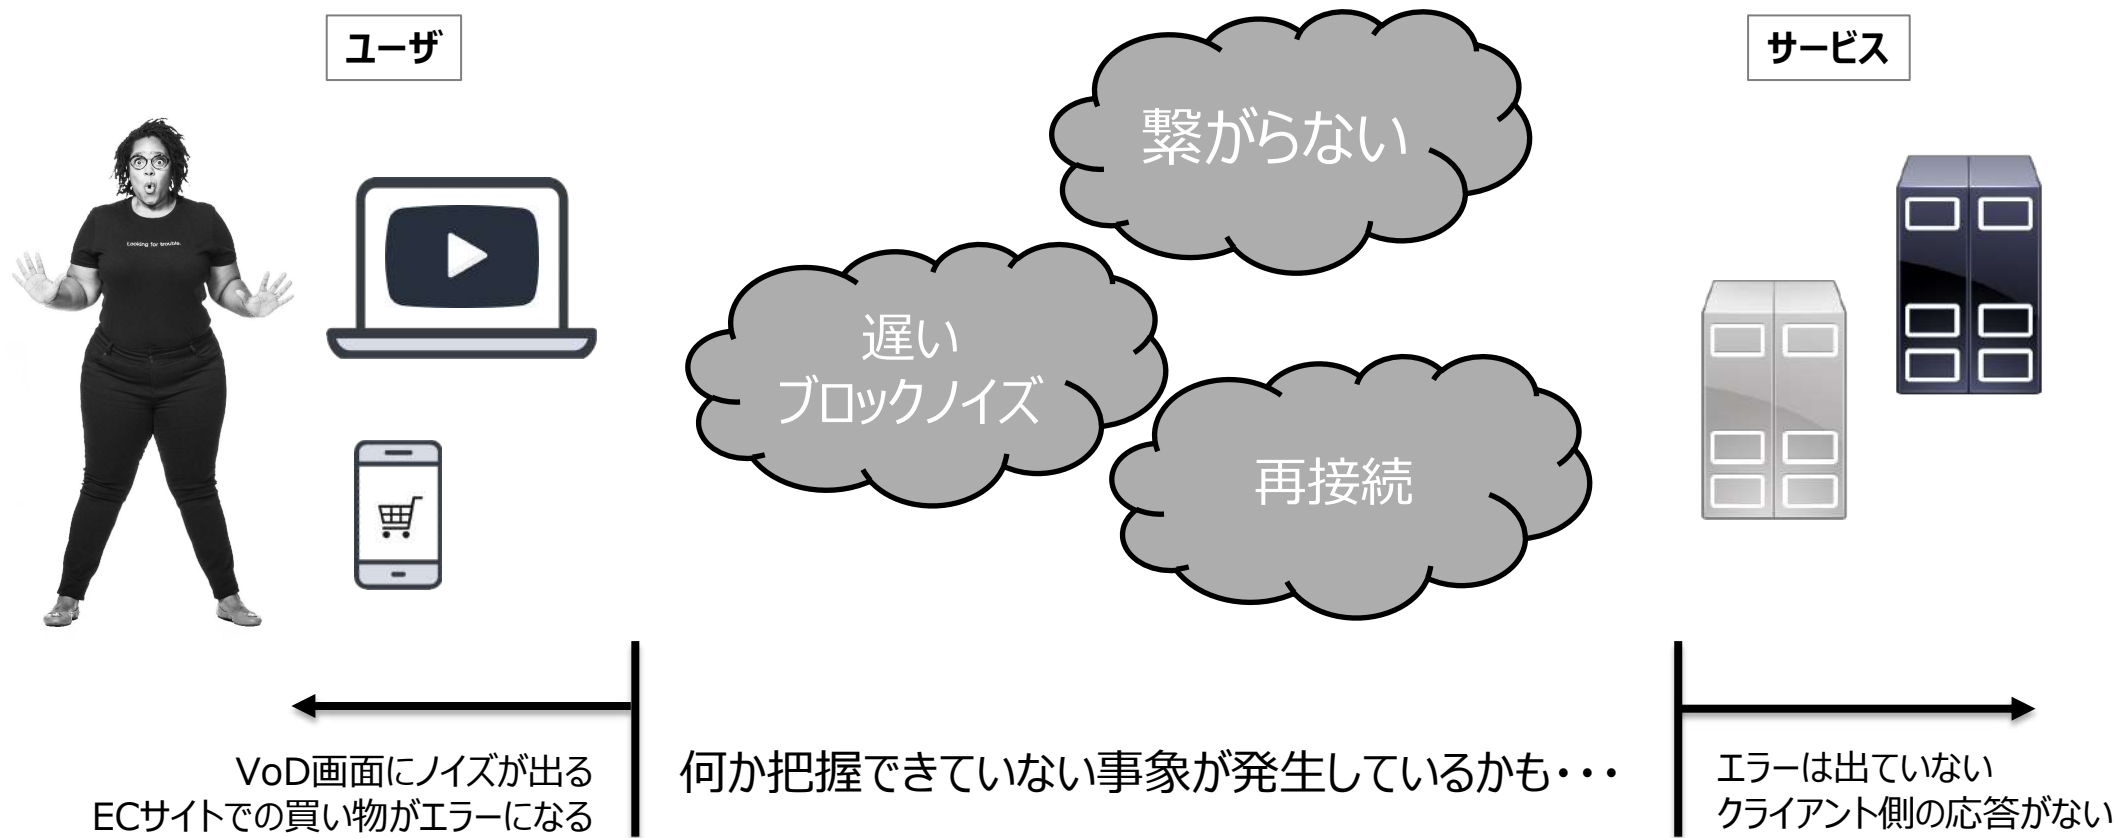 ユーザ
サービス
繋がらない
Looking for trouble.
遅い
ブロックノイズ
再接続
VoD画面にノイズが出る
ECサイトでの買い物がエラーになる
何か把握できていない事象が発生しているかも・・・
エラーは出ていない
クライアント側の応答がない